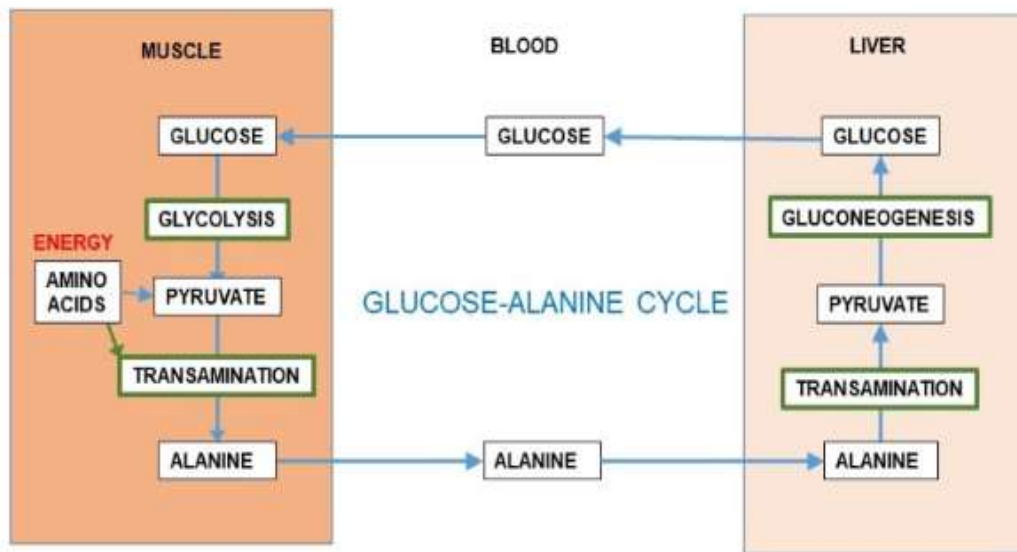 MUSCLE
BLOOD
LIVER
GLUCOSE
GLUCOSE
GLUCOSE
GLYCOLYSIS
GLUCONEOGENESIS
ENERGY
AMINO
ACIDS
PYRUVATE
GLUCOSE-ALANINE CYCLE
PYRUVATE
TRANSAMINATION
TRANSAMINATION
ALANINE
ALANINE
ALANINE